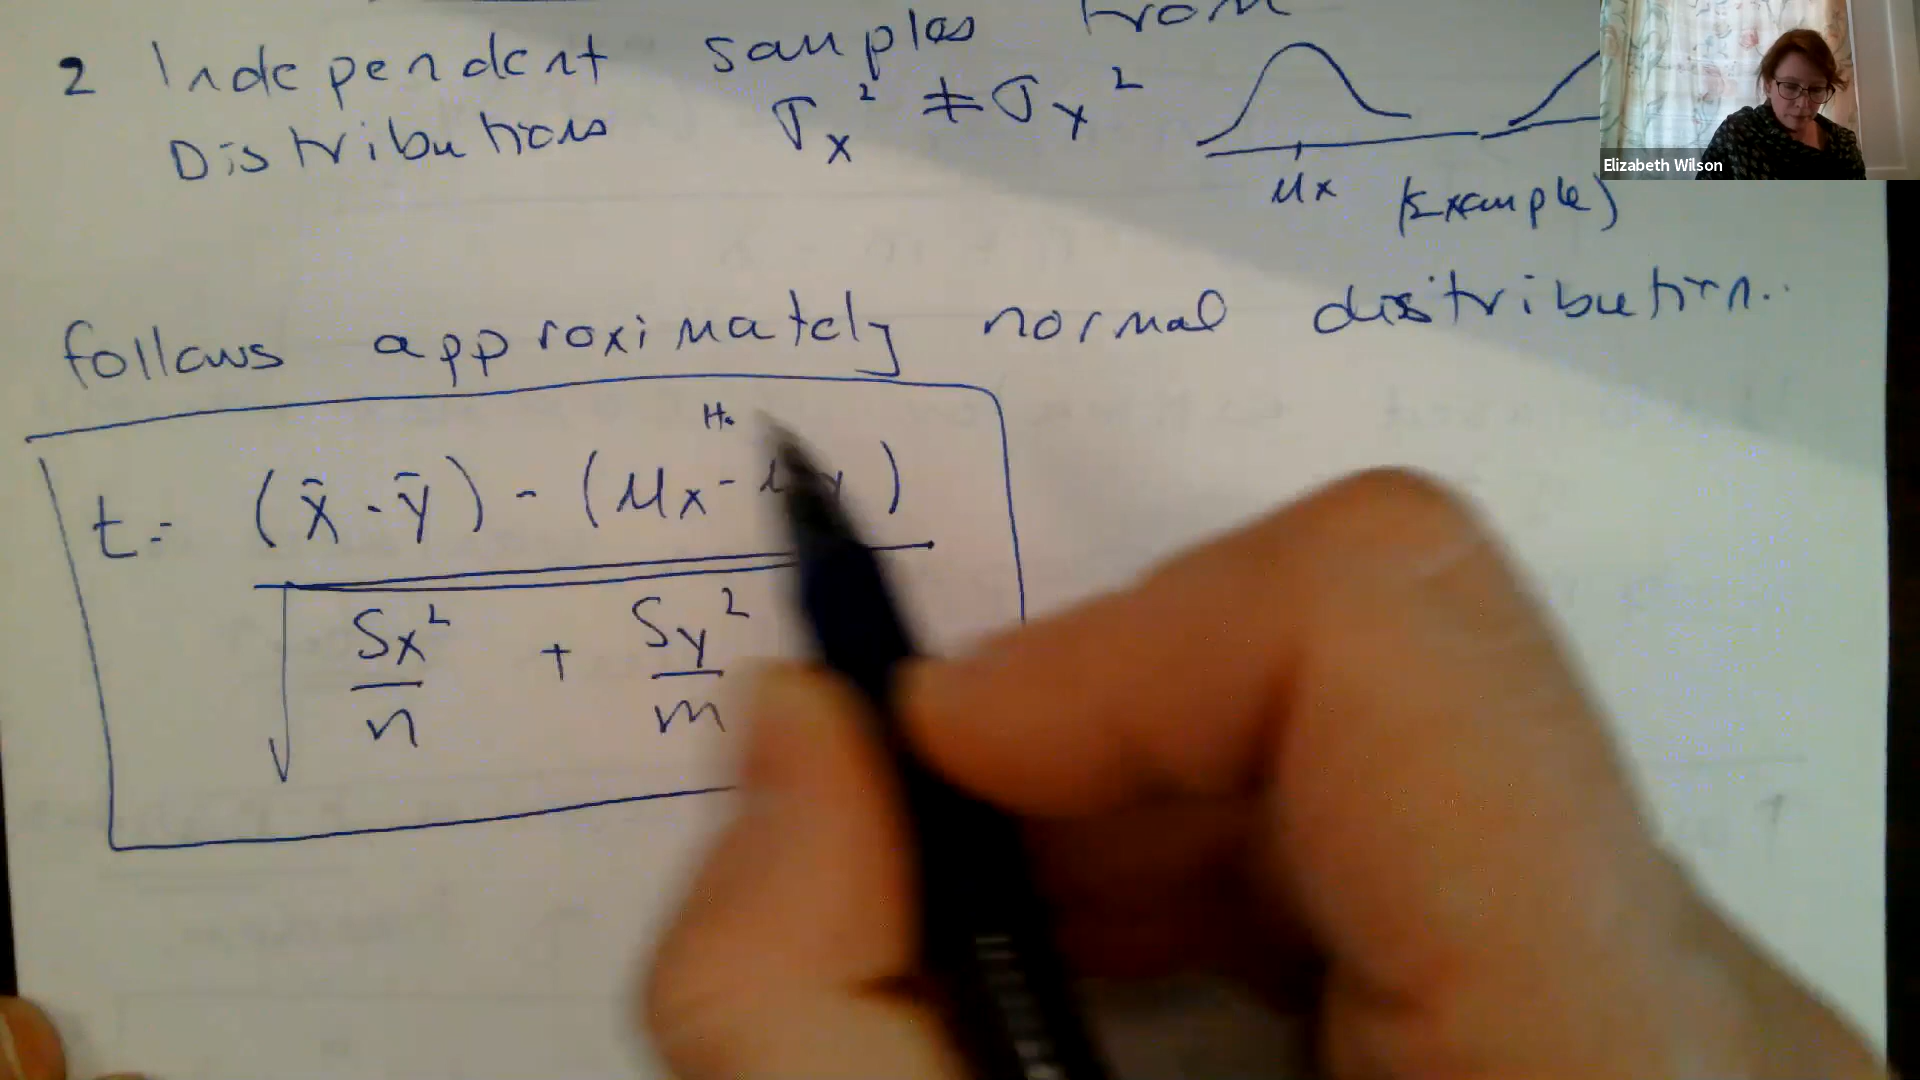 2 Independent samples from
Distributions σx² ≠ σy²
μx (Example)
Elizabeth Wilson
follows approximately normal distribution..
H₀
t = (x̄ - ȳ) - (μx - μy)
√ Sx²/n + Sy²/m